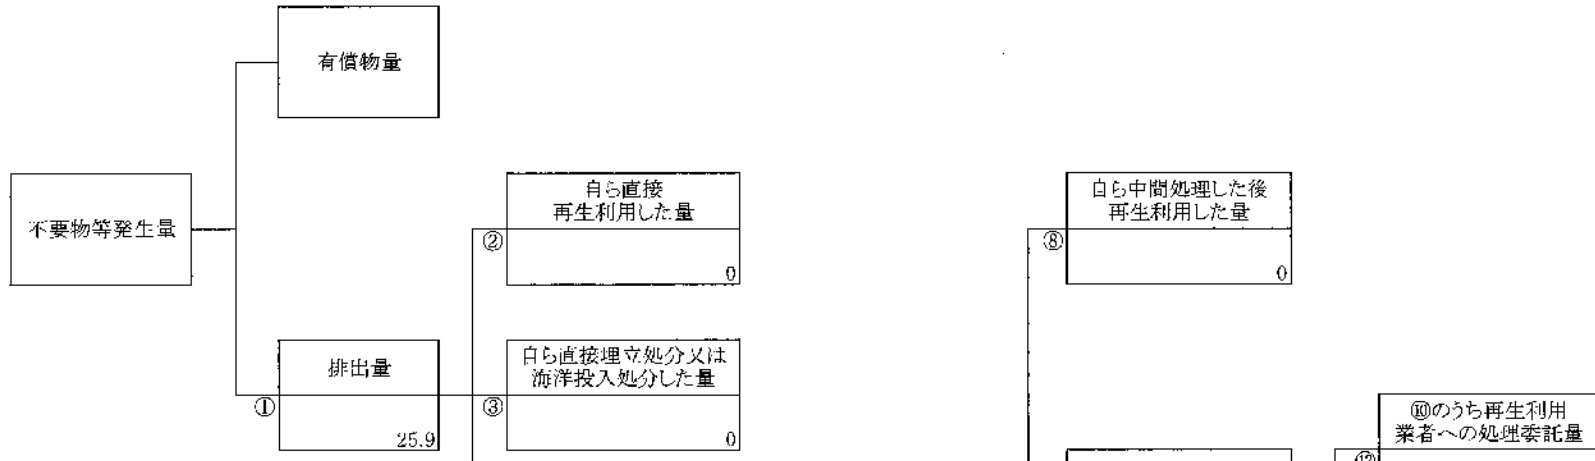 有償物量
不要物等発生量
自ら直接
再生利用した量
②
0
自ら中間処理した後
再生利用した量
⑧
0
排出量
①
25.9
自ら直接埋立処分又は
海洋投入処分した量
③
0
⑩のうち再生利用
業者への処理委託量
⑫